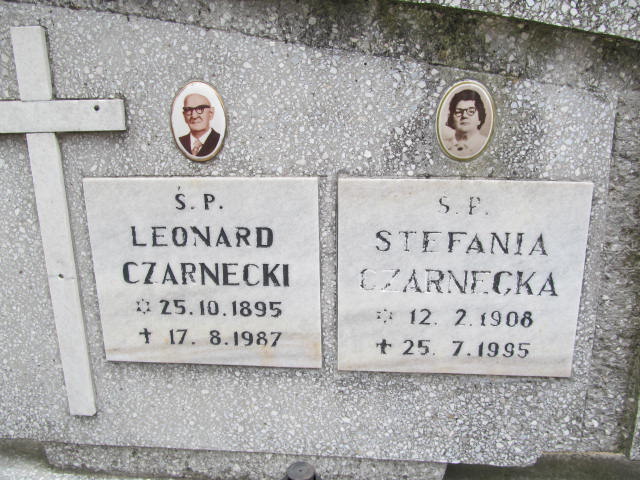 Ś. P.
LEONARD
CZARNECKI
☼ 25.10.1895
✝ 17. 8.1987
Ś. P.
STEFANIA
CZARNECKA
☼ 12. 2.1908
✝ 25. 7.1995